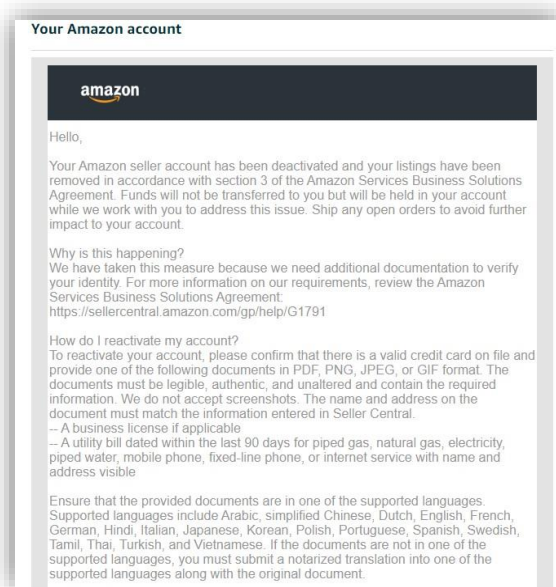 Your Amazon account
amazon
Hello,
Your Amazon seller account has been deactivated and your listings have been
removed in accordance with section 3 of the Amazon Services Business Solutions
Agreement. Funds will not be transferred to you but will be held in your account
while we work with you to address this issue. Ship any open orders to avoid further
impact to your account.
Why is this happening?
We have taken this measure because we need additional documentation to verify
your identity. For more information on our requirements, review the Amazon
Services Business Solutions Agreement:
https://sellercentral.amazon.com/gp/help/G1791
How do I reactivate my account?
To reactivate your account, please confirm that there is a valid credit card on file and
provide one of the following documents in PDF, PNG, JPEG, or GIF format. The
documents must be legible, authentic, and unaltered and contain the required
information. We do not accept screenshots. The name and address on the
document must match the information entered in Seller Central.
-- A business license if applicable
-- A utility bill dated within the last 90 days for piped gas, natural gas, electricity,
piped water, mobile phone, fixed-line phone, or internet service with name and
address visible
Ensure that the provided documents are in one of the supported languages.
Supported languages include Arabic, simplified Chinese, Dutch, English, French,
German, Hindi, Italian, Japanese, Korean, Polish, Portuguese, Spanish, Swedish,
Tamil, Thai, Turkish, and Vietnamese. If the documents are not in one of the
supported languages, you must submit a notarized translation into one of the
supported languages along with the original document.